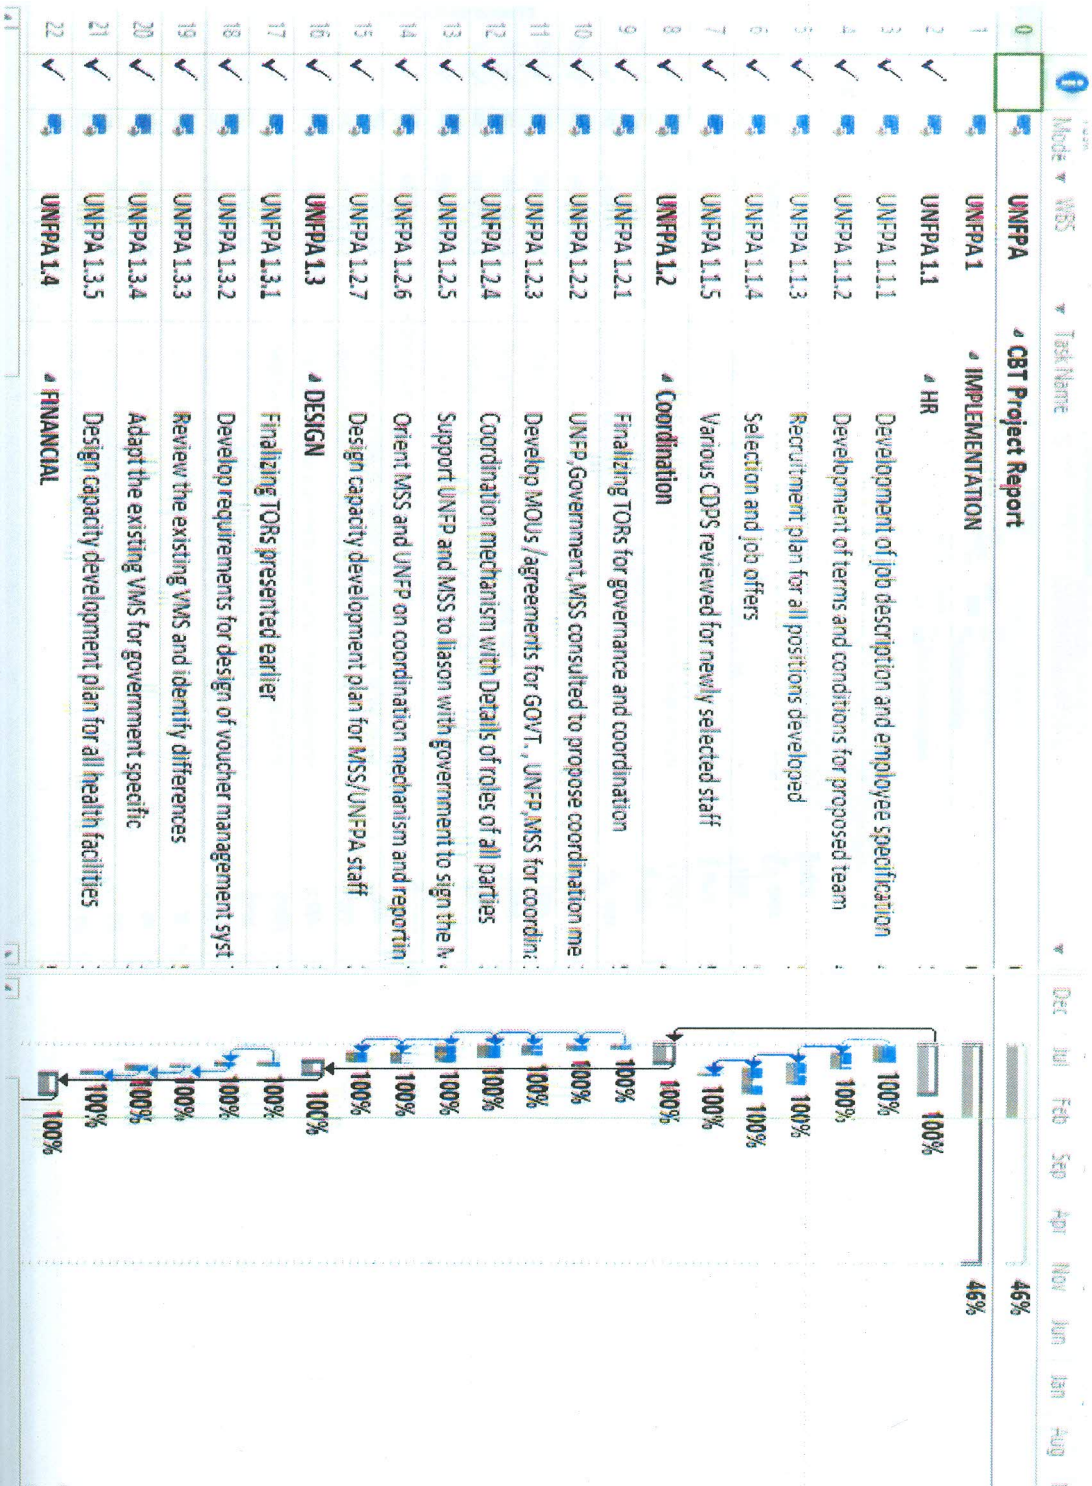 Mode WBS Task Name Dec Jul Feb Sep Apr Nov Jun Jan Aug
0 UNFPA CBT Project Report 46%
1 UNFPA 1 IMPLEMENTATION 46%
2 UNFPA 1.1 HR 100%
3 UNFPA 1.1.1 Development of job description and employee specification 100%
4 UNFPA 1.1.2 Development of terms and conditions for proposed team 100%
5 UNFPA 1.1.3 Recruitment plan for all positions developed 100%
6 UNFPA 1.1.4 Selection and job offers 100%
7 UNFPA 1.1.5 Various CDPS reviewed for newly selected staff 100%
8 UNFPA 1.2 Coordination 100%
9 UNFPA 1.2.1 Finalizing TORs for governance and coordination 100%
10 UNFPA 1.2.2 UNFP,Government,MSS consulted to propose coordination me 100%
11 UNFPA 1.2.3 Develop MOUs /agreements for GOVT., UNFP,MSS for coordina 100%
12 UNFPA 1.2.4 Coordination mechanism with Details of roles of all parties 100%
13 UNFPA 1.2.5 Support UNFP and MSS to liason with government to sign the 100%
14 UNFPA 1.2.6 Orient MSS and UNFP on coordination mechanism and reportin 100%
15 UNFPA 1.2.7 Design capacity development plan for MSS/UNFPA staff 100%
16 UNFPA 1.3 DESIGN 100%
17 UNFPA 1.3.1 Finalizing TORs presented earlier 100%
18 UNFPA 1.3.2 Develop requirements for design of voucher management syst 100%
19 UNFPA 1.3.3 Review the existing VMS and identify differences 100%
20 UNFPA 1.3.4 Adapt the existing VMS for government specific 100%
21 UNFPA 1.3.5 Design capacity development plan for all health facilities 100%
22 UNFPA 1.4 FINANCIAL 100%